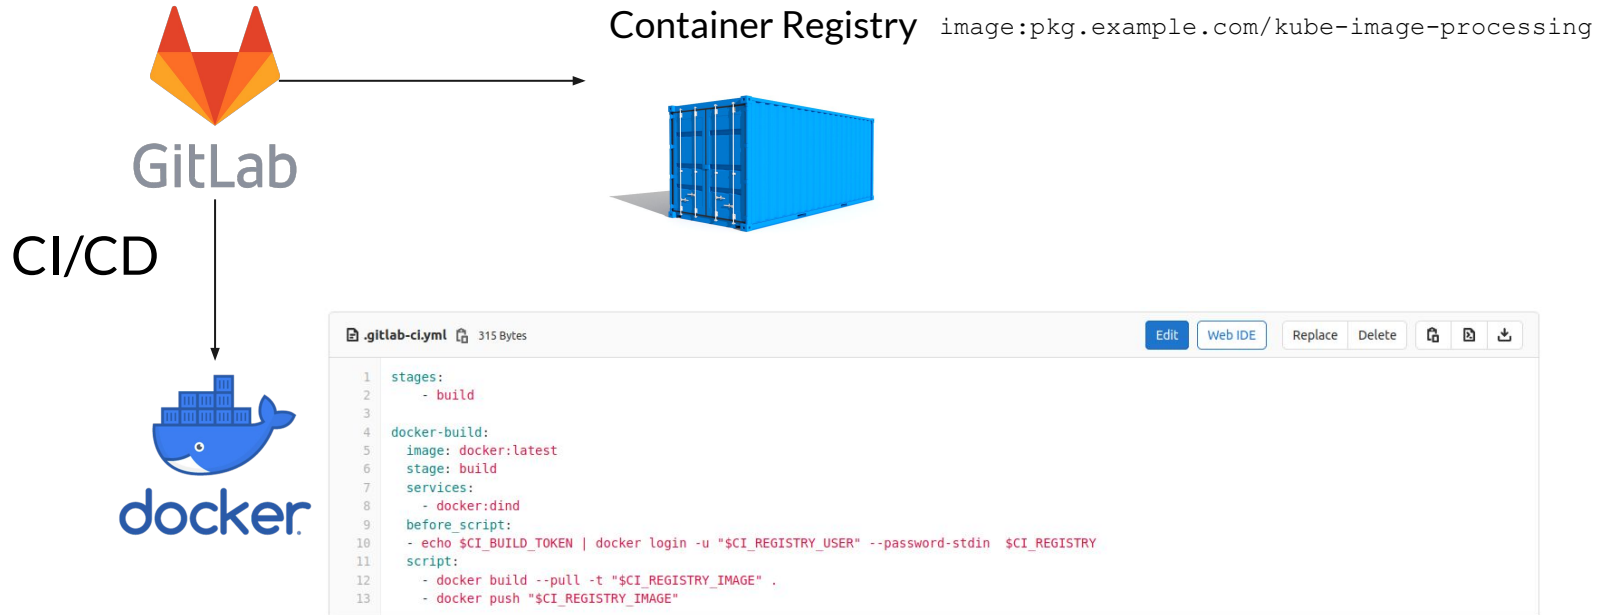 Container Registry image:pkg.example.com/kube-image-processing
GitLab
CI/CD
.gitlab-ci.yml 315 Bytes Edit Web IDE Replace Delete
1 stages:
2 - build
3
4 docker-build:
5 image: docker:latest
6 stage: build
7 services:
8 - docker:dind
9 before_script:
10 - echo $CI_BUILD_TOKEN | docker login -u "$CI_REGISTRY_USER" --password-stdin $CI_REGISTRY
11 script:
12 - docker build --pull -t "$CI_REGISTRY_IMAGE" .
13 - docker push "$CI_REGISTRY_IMAGE"
docker